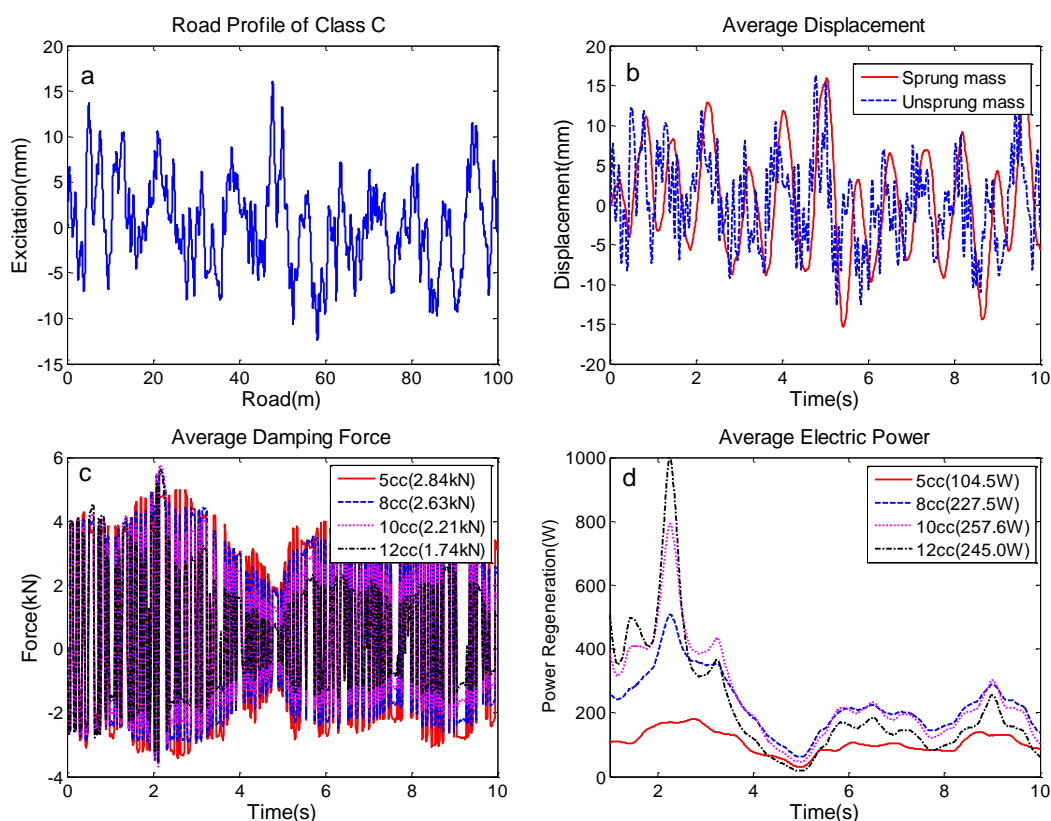 Road Profile of Class C
a
Excitation(mm)
20
15
10
5
0
-5
-10
-15
0 20 40 60 80 100
Road(m)
Average Displacement
b
Sprung mass
Unsprung mass
Displacement(mm)
20
15
10
5
0
-5
-10
-15
-20
2 4 6 8 10
Time(s)
Average Damping Force
c
5cc(2.84kN)
8cc(2.63kN)
10cc(2.21kN)
12cc(1.74kN)
Force(kN)
6
4
2
0
-2
-4
0 2 4 6 8 10
Time(s)
Average Electric Power
d
5cc(104.5W)
8cc(227.5W)
10cc(257.6W)
12cc(245.0W)
Power Regeneration(W)
1000
800
600
400
200
0
2 4 6 8 10
Time(s)